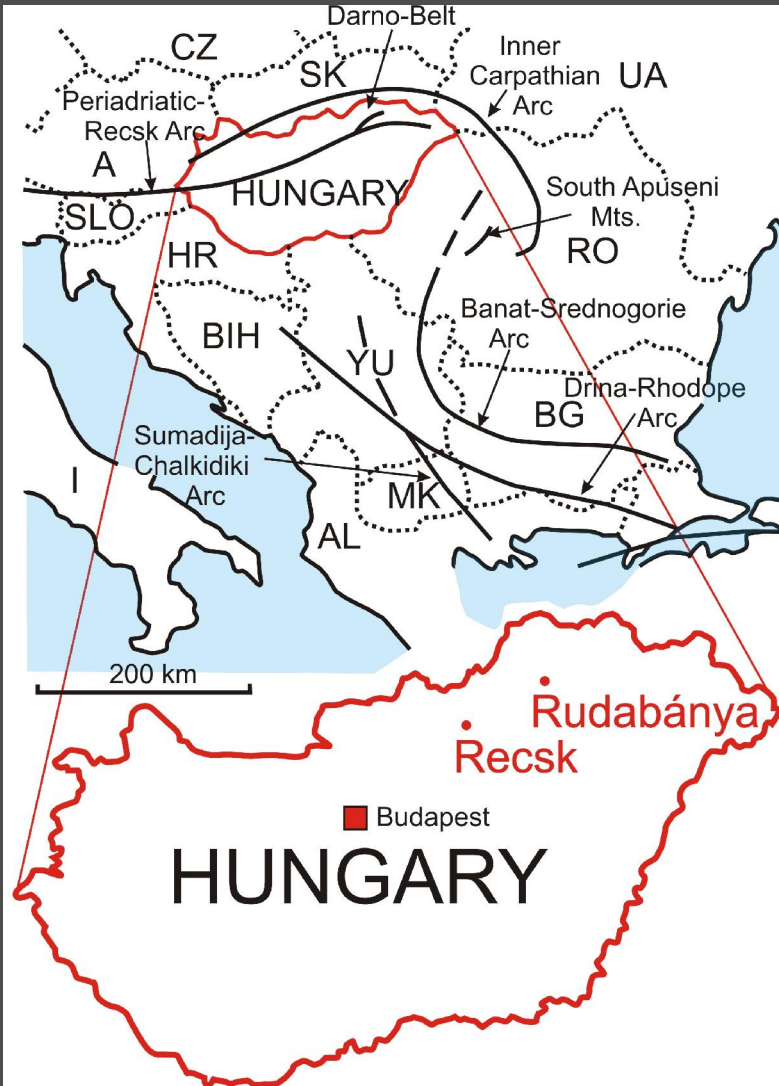 Darno-Belt
CZ
SK
Inner
Carpathian
Arc
UA
Periadriatic-
Recsk Arc
A
HUNGARY
SLO
South Apuseni
Mts.
HR
RO
BIH
YU
Banat-Srednogorie
Arc
Drina-Rhodope
Arc
BG
Sumadija-
Chalkidiki
Arc
I
MK
AL
200 km
Rudabánya
Recsk
Budapest
HUNGARY